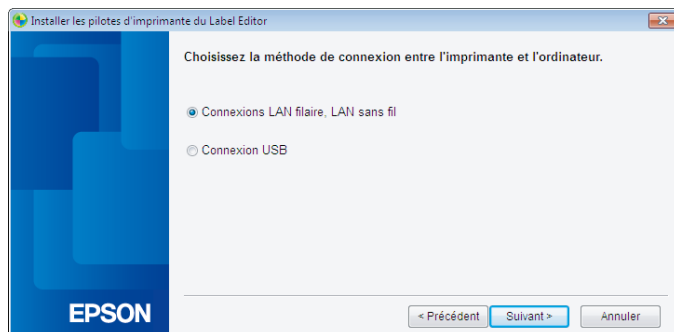 Installer les pilotes d'imprimante du Label Editor
Choisissez la méthode de connexion entre l'imprimante et l'ordinateur.
Connexions LAN filaire, LAN sans fil
Connexion USB
EPSON
< Précédent Suivant > Annuler